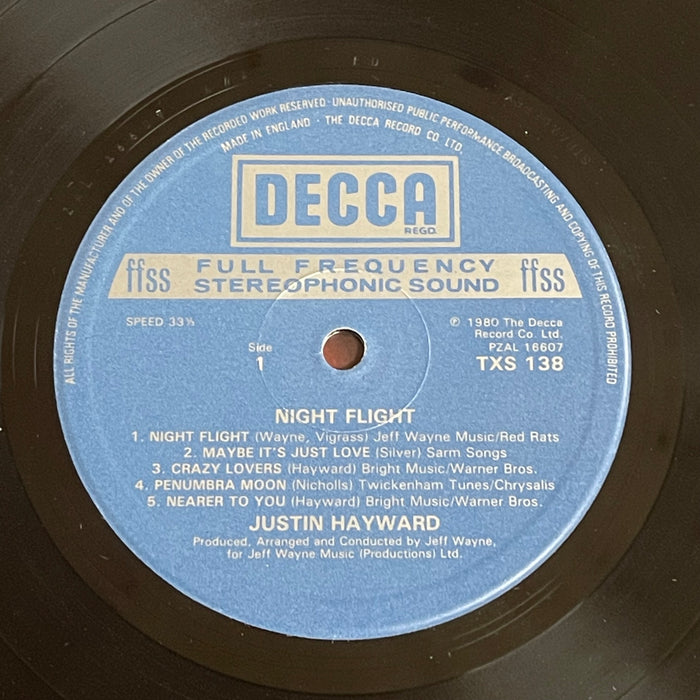 ALL RIGHTS OF THE MANUFACTURER AND OF THE OWNER OF THE RECORDED WORK RESERVED · UNAUTHORISED PUBLIC PERFORMANCE BROADCASTING AND COPYING OF THIS RECORD PROHIBITED
MADE IN ENGLAND · THE DECCA RECORD CO. LTD.
DECCA
REGD.
ffss FULL FREQUENCY ffss
STEREOPHONIC SOUND
SPEED 33⅓
℗ 1980 The Decca
Record Co. Ltd.
Side
PZAL 16607
1
TXS 138
NIGHT FLIGHT
1. NIGHT FLIGHT (Wayne, Vigrass) Jeff Wayne Music/Red Rats
2. MAYBE IT'S JUST LOVE (Silver) Sarm Songs
3. CRAZY LOVERS (Hayward) Bright Music/Warner Bros.
4. PENUMBRA MOON (Nicholls) Twickenham Tunes/Chrysalis
5. NEARER TO YOU (Hayward) Bright Music/Warner Bros.
JUSTIN HAYWARD
Produced, Arranged and Conducted by Jeff Wayne,
for Jeff Wayne Music (Productions) Ltd.